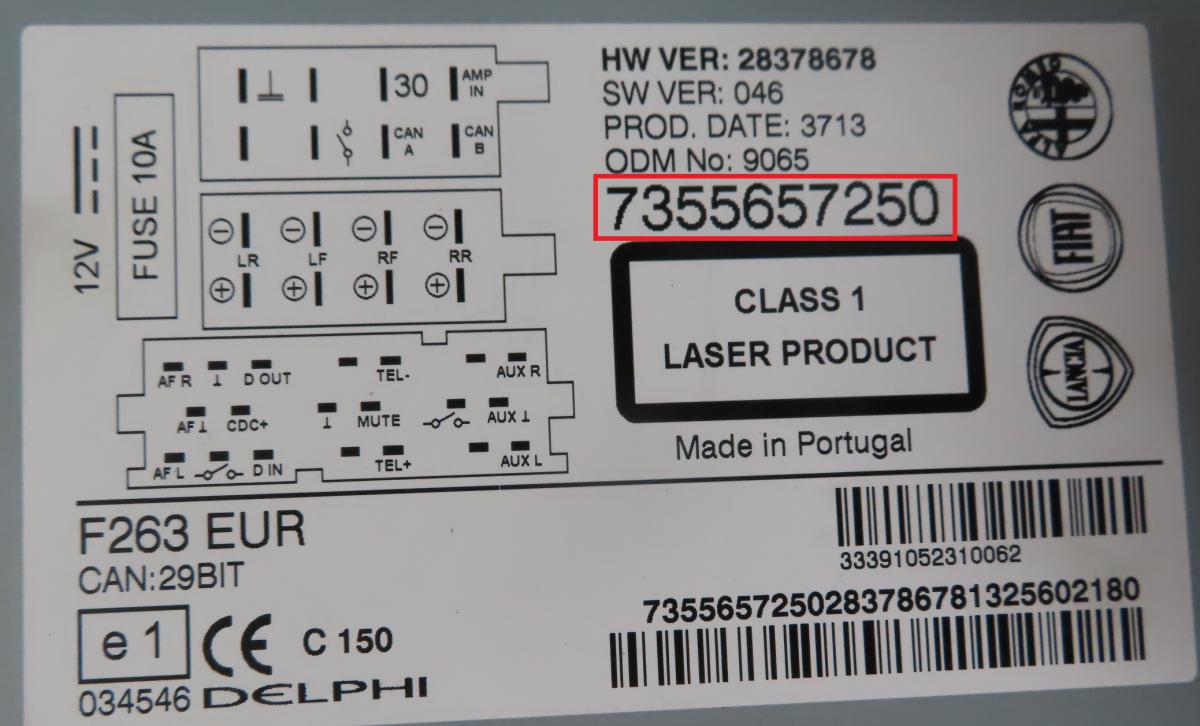 12V
FUSE 10A
30
AMP IN
CAN A
CAN B
LR LF RF RR
AF R D OUT TEL- AUX R
AF CDC+ MUTE AUX
AF L D IN TEL+ AUX L
HW VER: 28378678
SW VER: 046
PROD. DATE: 3713
ODM No: 9065
7355657250
CLASS 1
LASER PRODUCT
Made in Portugal
ALFA ROMEO
FIAT
LANCIA
F263 EUR
CAN:29BIT
e 1
034546
CE C 150
DELPHI
33391052310062
7355657250283786781325602180